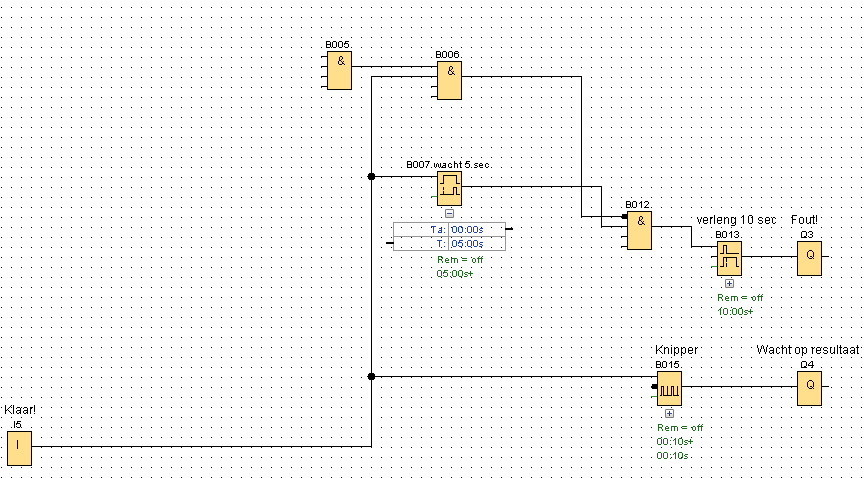 B005
&
B006
&
B007.wacht 5.sec
Ta: 00:00s
T: 05:00s
Rem = off
05:00s+
B012
&
verleng 10 sec
B013
Rem = off
10:00s+
Fout!
Q3
Q
Knipper
B015
Rem = off
00:10s+
00:10s
Wacht op resultaat
Q4
Q
Klaar!
I5
I